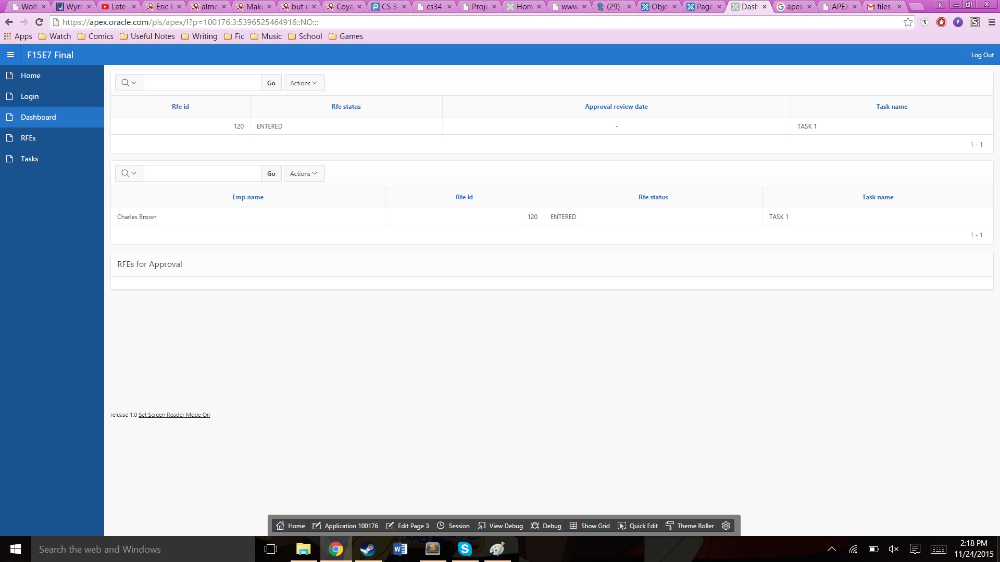 Wolf Wyrr Late Eric almc Make but r Coya CS 3 cs34 Proje Hom www (29) Obje Page Dash apex APEX files K
https://apex.oracle.com/pls/apex/f?p=100176:3:5396525464916::NO:::
Apps Watch Comics Useful Notes Writing Fic Music School Games
F15E7 Final Log Out
Home
Login
Dashboard
RFEs
Tasks
Go Actions
Rfe id Rfe status Approval review date Task name
120 ENTERED - TASK 1
1 - 1
Go Actions
Emp name Rfe id Rfe status Task name
Charles Brown 120 ENTERED TASK 1
1 - 1
RFEs for Approval
release 1.0 Set Screen Reader Mode On
Home Application 100176 Edit Page 3 Session View Debug Debug Show Grid Quick Edit Theme Roller
Search the web and Windows
2:18 PM
11/24/2015